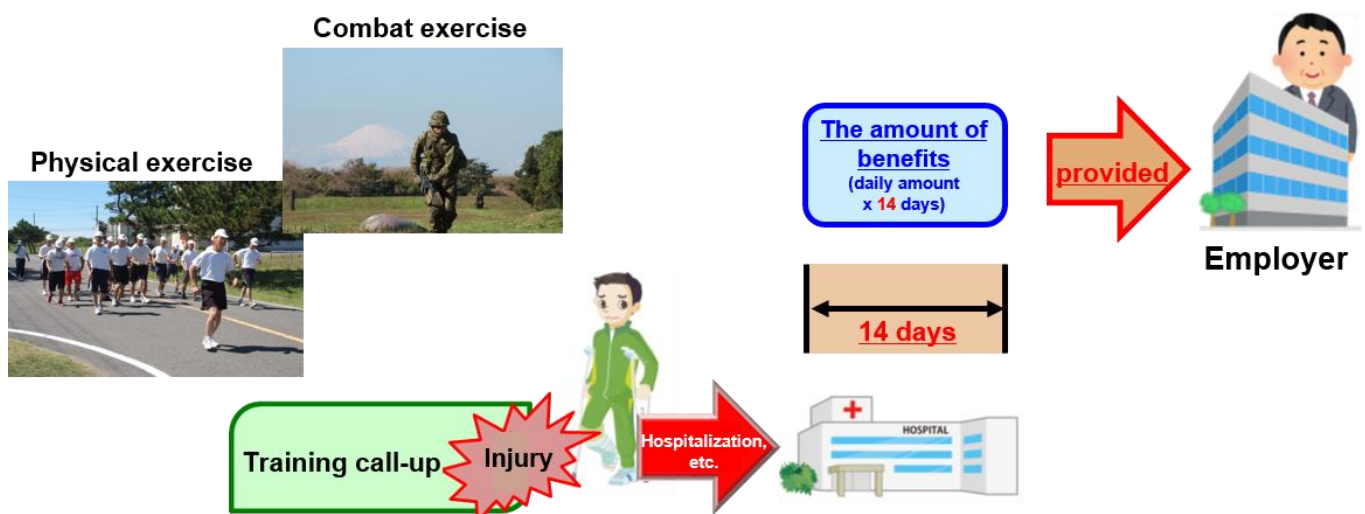 Combat exercise
Physical exercise
The amount of
benefits
(daily amount
x 14 days)
provided
Employer
14 days
Training call-up
Injury
Hospitalization,
etc.
HOSPITAL